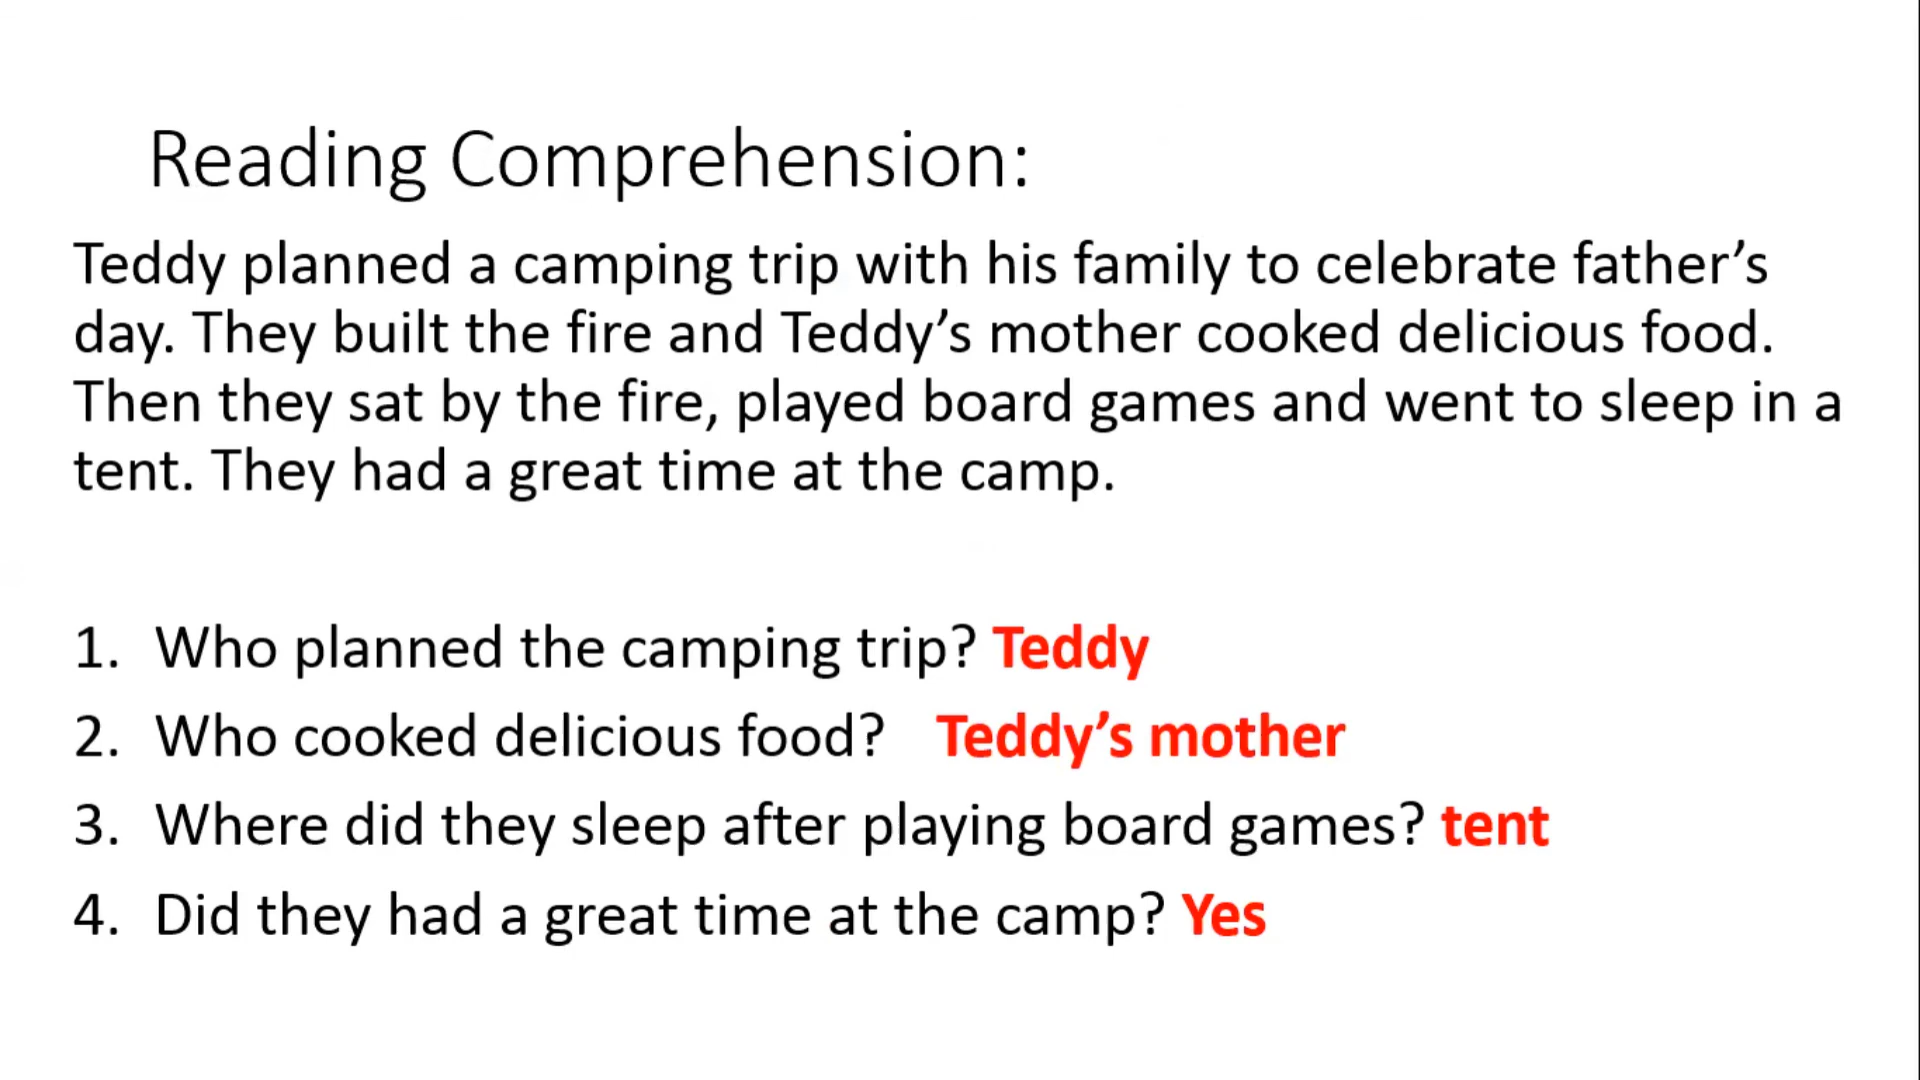 Reading Comprehension:
Teddy planned a camping trip with his family to celebrate father’s
day. They built the fire and Teddy’s mother cooked delicious food.
Then they sat by the fire, played board games and went to sleep in a
tent. They had a great time at the camp.
1. Who planned the camping trip? Teddy
2. Who cooked delicious food? Teddy’s mother
3. Where did they sleep after playing board games? tent
4. Did they had a great time at the camp? Yes